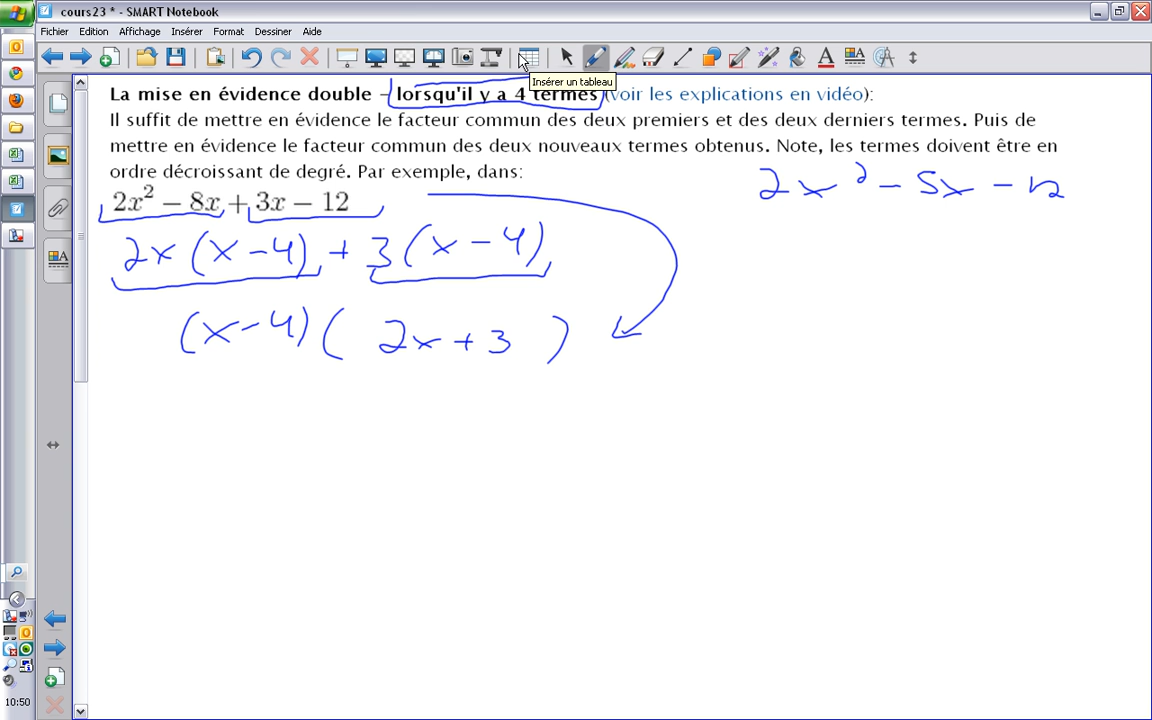 cours23 * - SMART Notebook
Fichier Edition Affichage Insérer Format Dessiner Aide
Insérer un tableau
La mise en évidence double – lorsqu'il y a 4 termes (voir les explications en vidéo):
Il suffit de mettre en évidence le facteur commun des deux premiers et des deux derniers termes. Puis de
mettre en évidence le facteur commun des deux nouveaux termes obtenus. Note, les termes doivent être en
ordre décroissant de degré. Par exemple, dans:
2x² − 5x − 12
2x² − 8x + 3x − 12
2x (x − 4) + 3 (x − 4)
(x − 4) ( 2x + 3 )
10:50